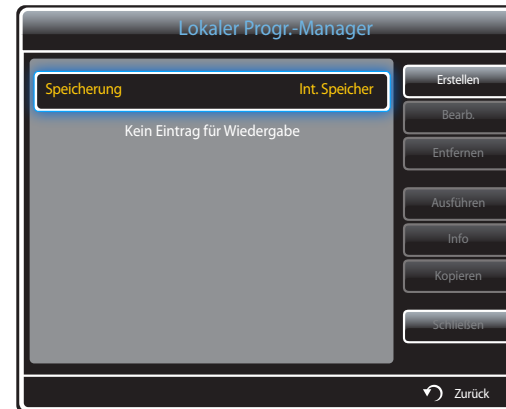 Lokaler Progr.-Manager
Speicherung Int. Speicher
Kein Eintrag für Wiedergabe
Erstellen
Bearb.
Entfernen
Ausführen
Info
Kopieren
Schließen
Zurück